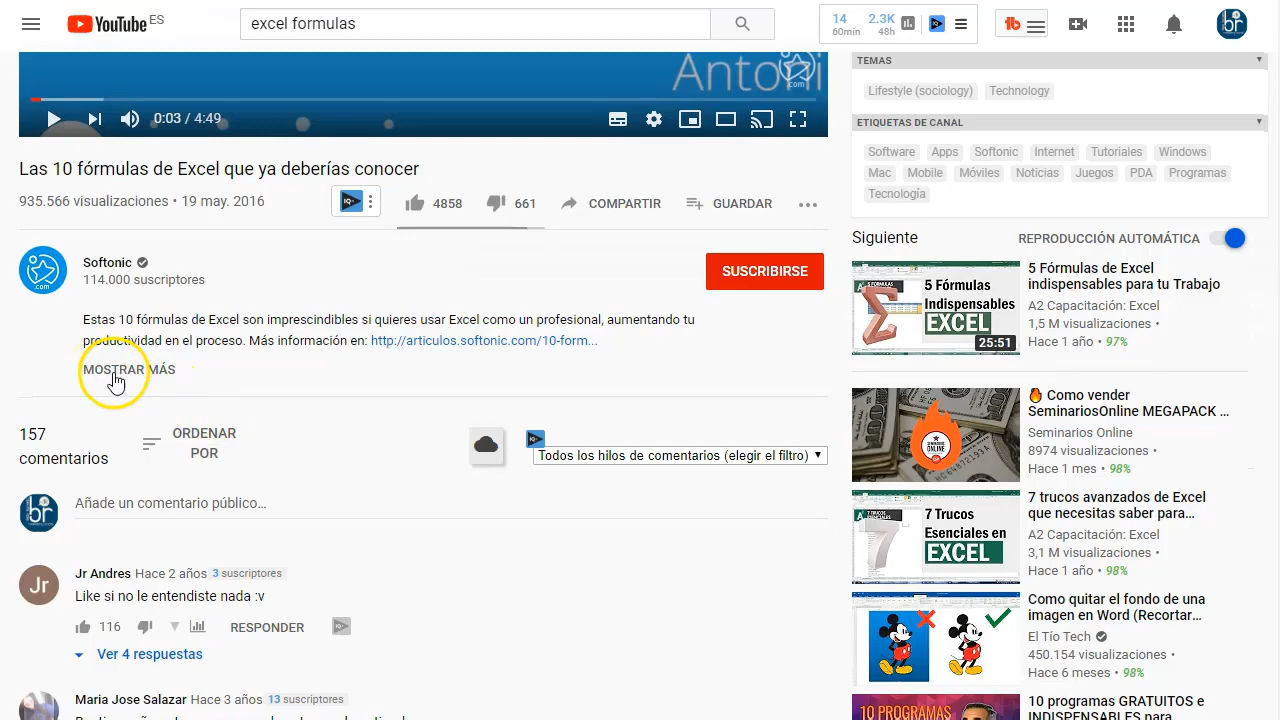 YouTube ES
excel formulas
14 2.3K
60min 48h
Antoni
.com
0:03 / 4:49
Las 10 fórmulas de Excel que ya deberías conocer
935.566 visualizaciones • 19 may. 2016
IQ
4858
661
COMPARTIR
GUARDAR
Softonic
114.000 suscriptores
.com
SUSCRIBIRSE
Estas 10 fórmulas de Excel son imprescindibles si quieres usar Excel como un profesional, aumentando tu
productividad en el proceso. Más información en: http://articulos.softonic.com/10-form...
MOSTRAR MÁS
157
comentarios
ORDENAR
POR
Todos los hilos de comentarios (elegir el filtro)
br
Añade un comentario público...
Jr
Jr Andres Hace 2 años 3 suscriptores
Like si no le entendiste nada :v
116
RESPONDER
Ver 4 respuestas
Maria Jose Salazar Hace 3 años 13 suscriptores
TEMAS
Lifestyle (sociology) Technology
ETIQUETAS DE CANAL
Software Apps Softonic Internet Tutoriales Windows
Mac Mobile Móviles Noticias Juegos PDA Programas
Tecnología
Siguiente
REPRODUCCIÓN AUTOMÁTICA
5 Fórmulas
Indispensables
EXCEL
25:51
5 Fórmulas de Excel
indispensables para tu Trabajo
A2 Capacitación: Excel
1,5 M visualizaciones •
Hace 1 año • 97%
SEMINARIOS
ONLINE
Como vender
SeminariosOnline MEGAPACK ...
Seminarios Online
8974 visualizaciones •
Hace 1 mes • 98%
7 Trucos
Esenciales en
EXCEL
7 trucos avanzados de Excel
que necesitas saber para...
A2 Capacitación: Excel
3,1 M visualizaciones •
Hace 1 año • 98%
Como quitar el fondo de una
imagen en Word (Recortar...
El Tío Tech
450.154 visualizaciones •
Hace 6 meses • 98%
10 PROGRAMAS
10 programas GRATUITOS e
INDISPENSABLES para